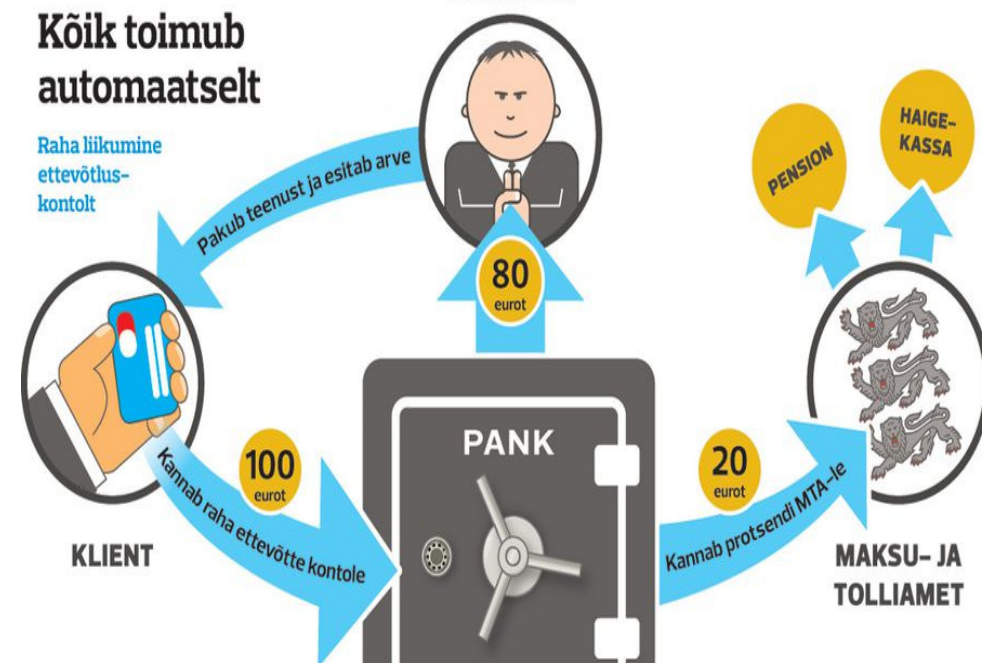 Kõik toimub
automaatselt
Raha liikumine
ettevõtlus-
kontolt
Pakub teenust ja esitab arve
80
eurot
PENSION
HAIGE-
KASSA
KLIENT
100
eurot
Kannab raha ettevõtte kontole
PANK
20
eurot
Kannab protsendi MTA-le
MAKSU- JA
TOLLIAMET